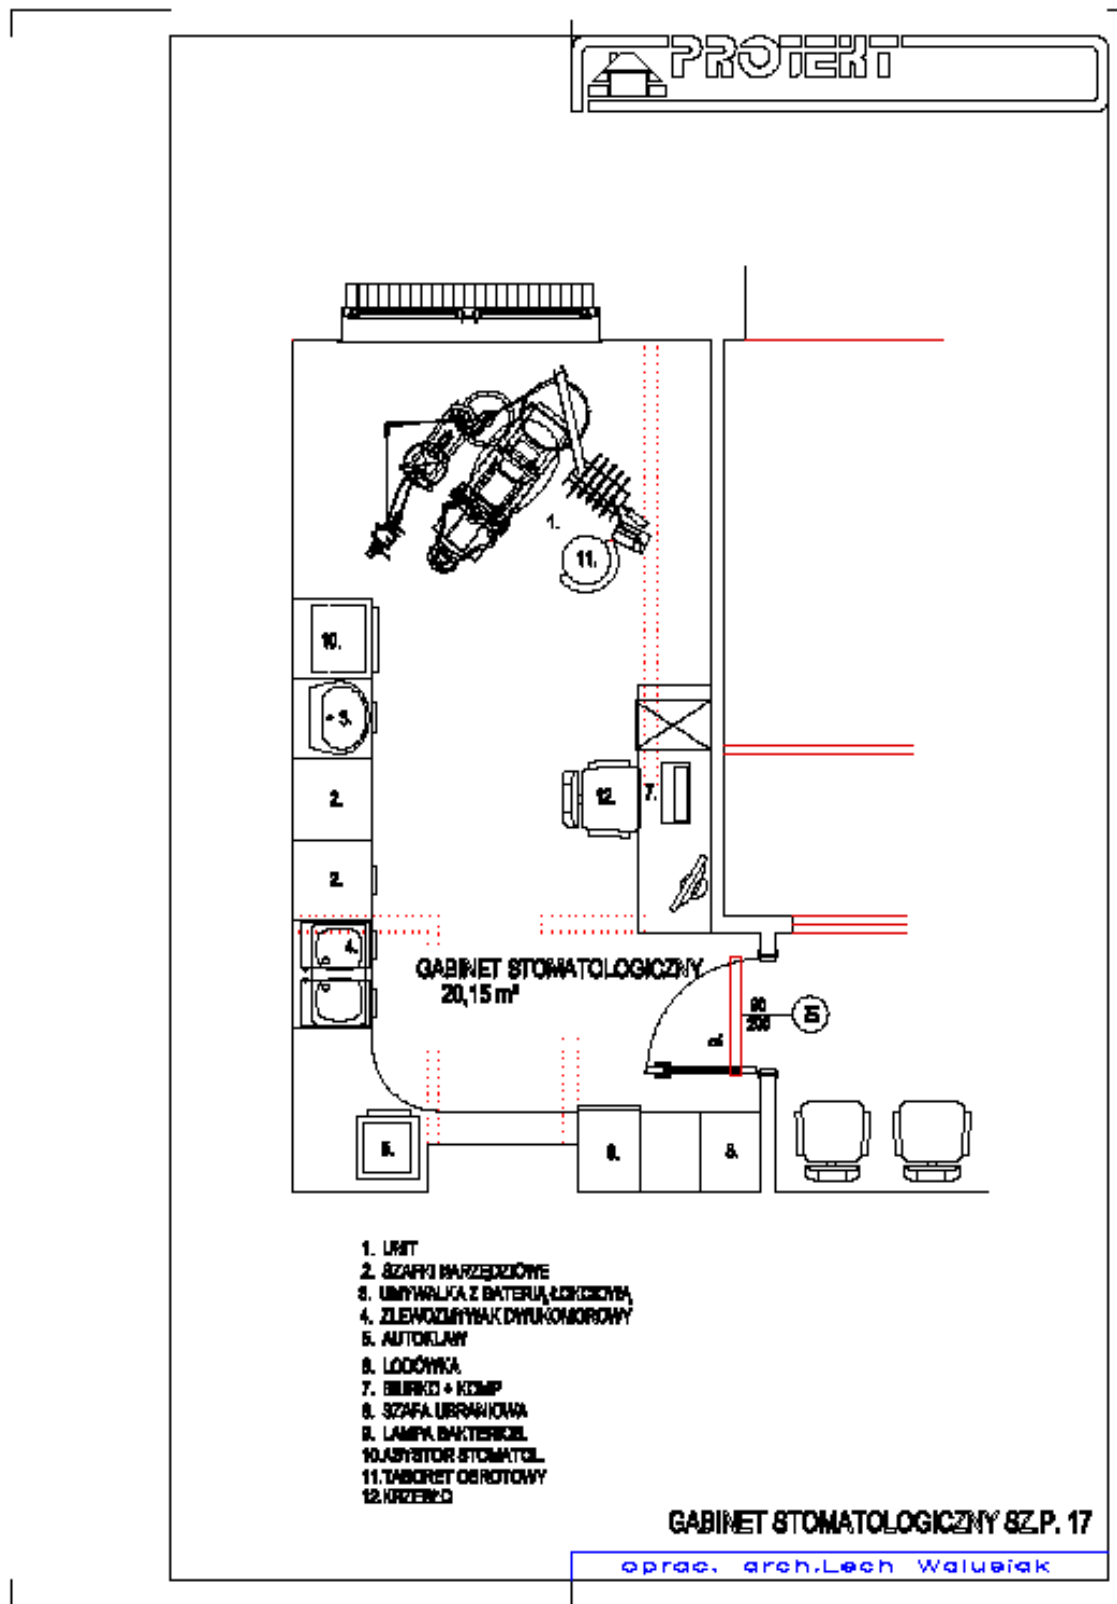 PROTEKT
1.
11.
10.
3.
2.
12.
7.
2.
4.
GABINET STOMATOLOGICZNY
20,15 m²
90
200
5.
6.
8.
1. UNIT
2. SZAFKI NARZĘDZIOWE
3. UMYWALKA Z BATERIĄ ŁOKCIOWĄ
4. ZLEWOZMYWAK DWUKOMOROWY
5. AUTOKLAW
6. LODÓWKA
7. BIURKO + KOMP
8. SZAFA UBRANIOWA
9. LAMPA BAKTERIOL.
10.ASYSTOR STOMATOL.
11.TABORET OBROTOWY
12.KRZESŁO
GABINET STOMATOLOGICZNY SZ.P. 17
oprac. arch.Lech Walusiak